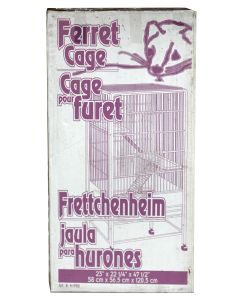 Ferret
Cage
Cage
pour
furet
Frettchenheim
jaula
para
hurones
23" x 22 1/4" x 47 1/2"
58 cm x 56.5 cm x 120.5 cm